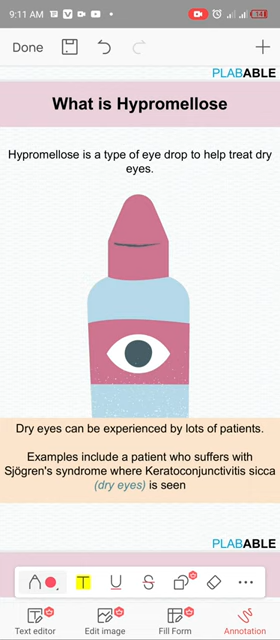 9:11 AM
54
Done
PLABABLE
What is Hypromellose
Hypromellose is a type of eye drop to help treat dry
eyes.
Dry eyes can be experienced by lots of patients.
Examples include a patient who suffers with
Sjögren's syndrome where Keratoconjunctivitis sicca
(dry eyes) is seen
PLABABLE
T
U
S
Text editor
Edit image
Fill Form
Annotation